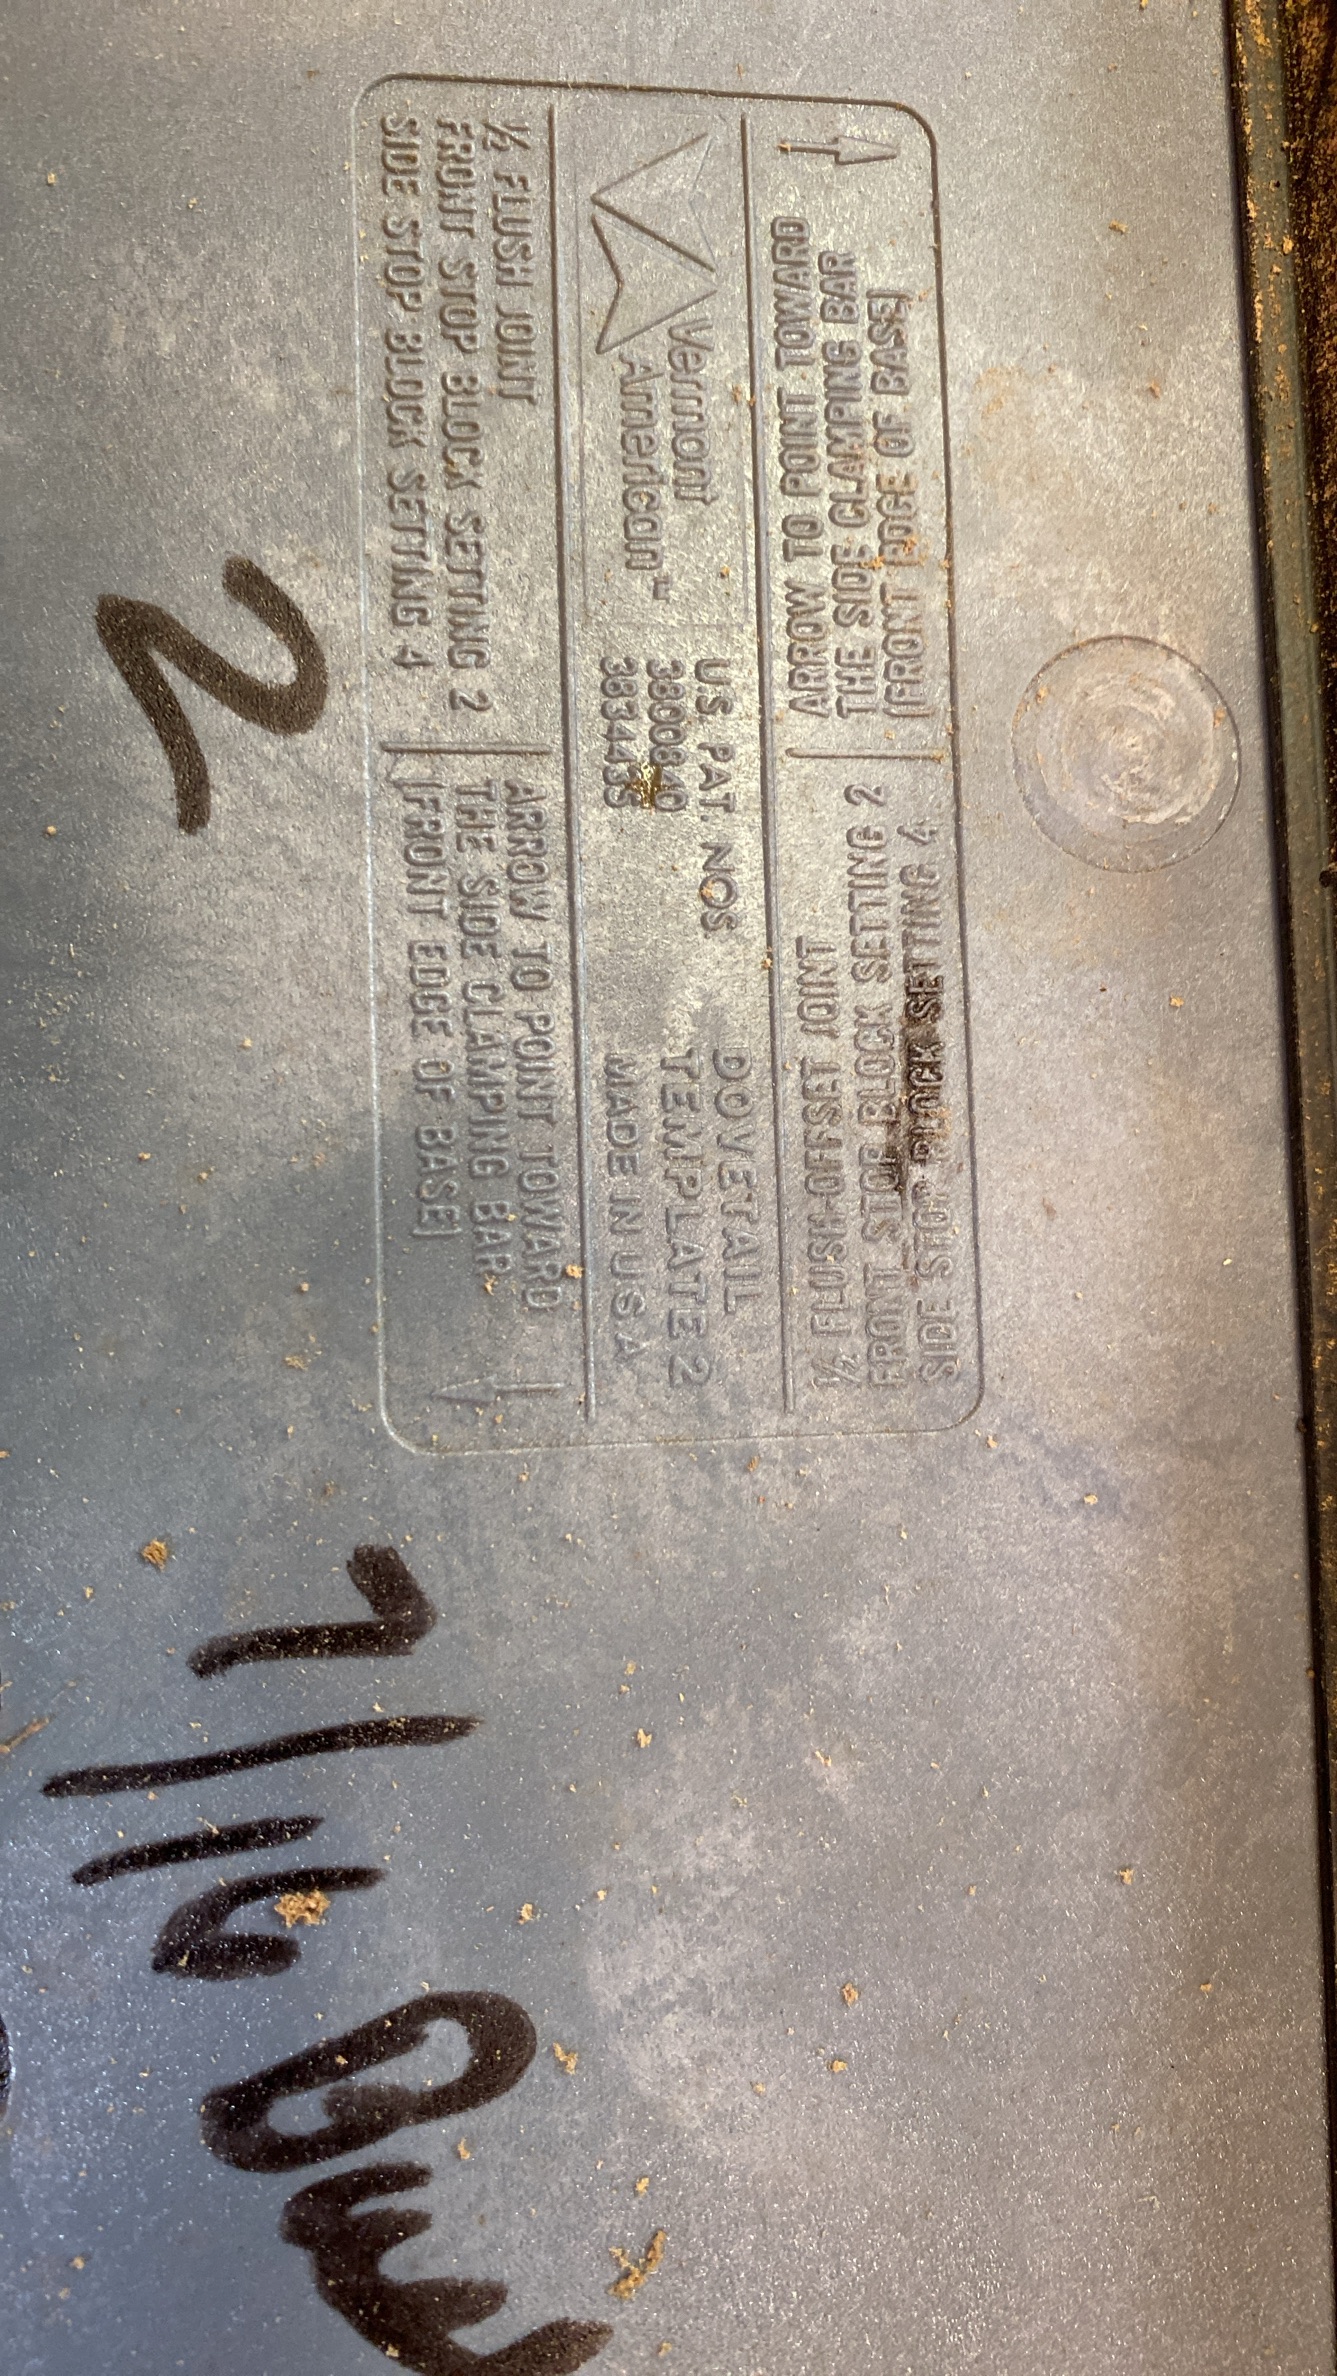 ½ FLUSH-OFFSET JOINT
FRONT STOP BLOCK SETTING 2
SIDE STOP BLOCK SETTING 4
ARROW TO POINT TOWARD
THE SIDE CLAMPING BAR
(FRONT EDGE OF BASE)
Vermont
American™
U.S. PAT. NOS
3800840
3834435
DOVETAIL
TEMPLATE 2
MADE IN U.S.A
½ FLUSH JOINT
FRONT STOP BLOCK SETTING 2
SIDE STOP BLOCK SETTING 4
ARROW TO POINT TOWARD
THE SIDE CLAMPING BAR
(FRONT EDGE OF BASE)
2
7/16